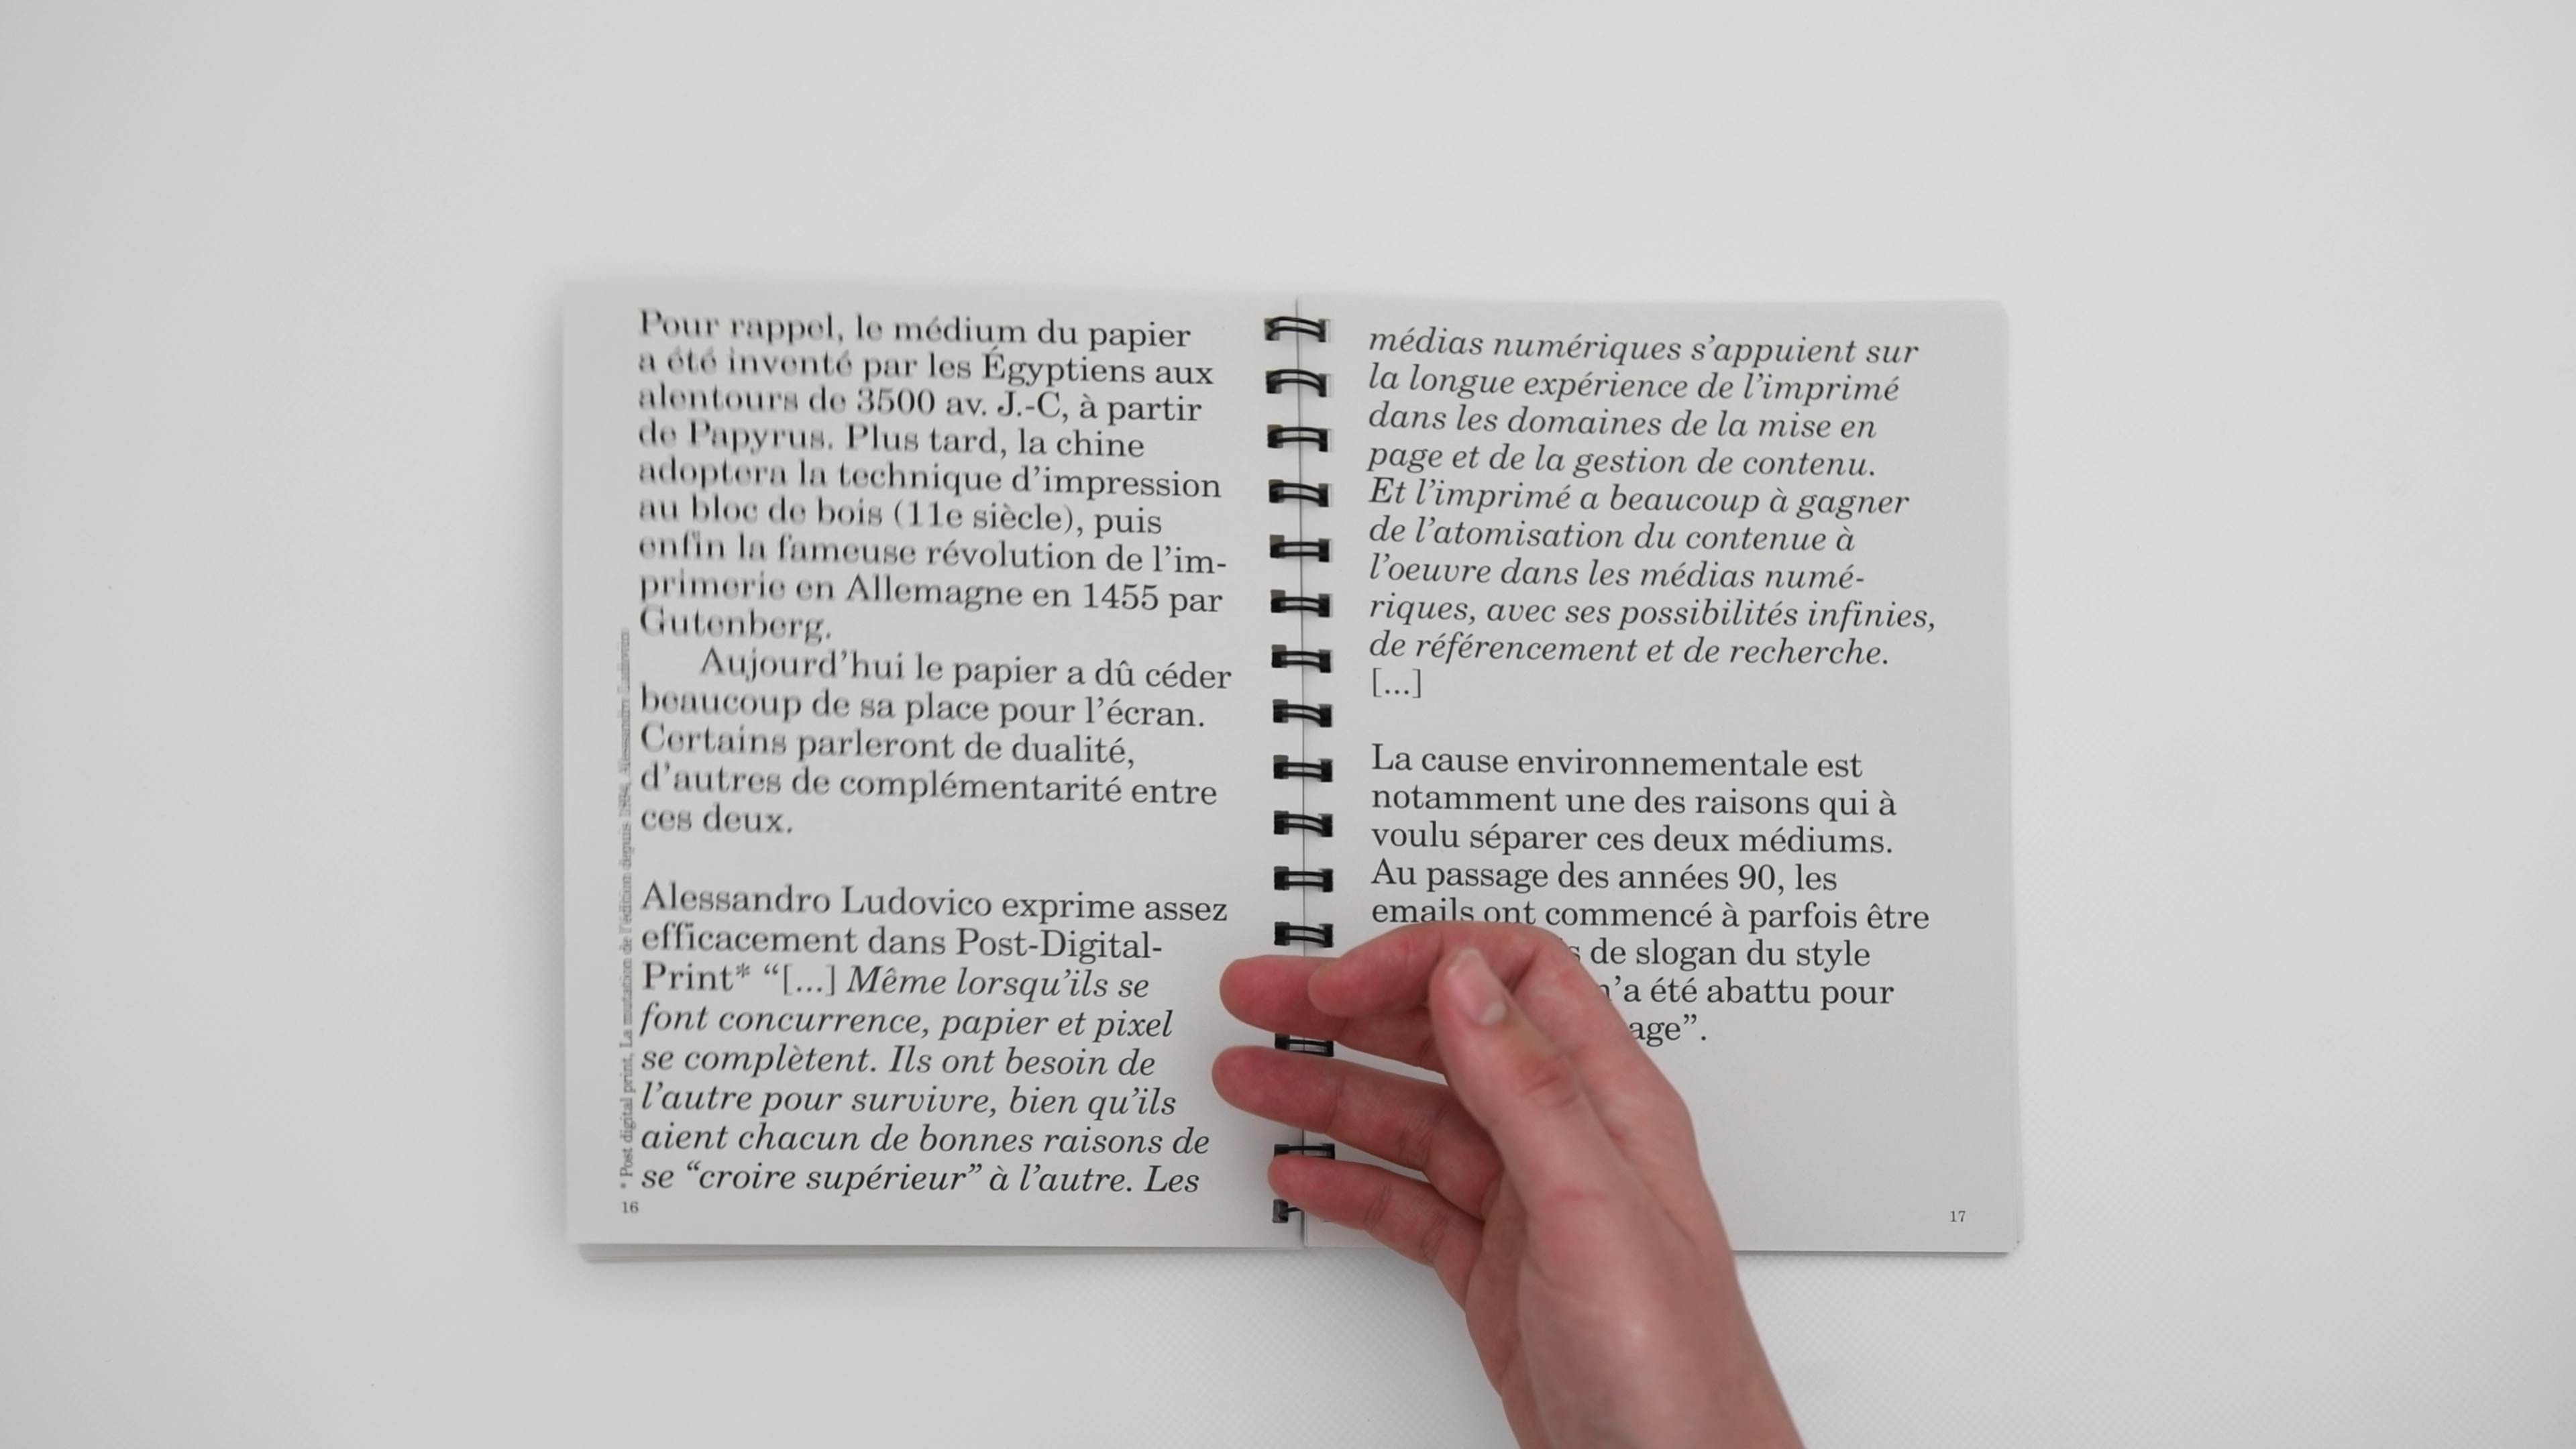 Pour rappel, le médium du papier
a été inventé par les Égyptiens aux
alentours de 3500 av. J.-C, à partir
de Papyrus. Plus tard, la chine
adoptera la technique d’impression
au bloc de bois (11e siècle), puis
enfin la fameuse révolution de l’im-
primerie en Allemagne en 1455 par
Gutenberg.
Aujourd’hui le papier a dû céder
beaucoup de sa place pour l’écran.
Certains parleront de dualité,
d’autres de complémentarité entre
ces deux.
Alessandro Ludovico exprime assez
efficacement dans Post-Digital-
Print* “[...] Même lorsqu’ils se
font concurrence, papier et pixel
se complètent. Ils ont besoin de
l’autre pour survivre, bien qu’ils
aient chacun de bonnes raisons de
se “croire supérieur” à l’autre. Les
* Post digital print, La mutation de l’édition depuis 1894, Alessandro Ludovico
16
médias numériques s’appuient sur
la longue expérience de l’imprimé
dans les domaines de la mise en
page et de la gestion de contenu.
Et l’imprimé a beaucoup à gagner
de l’atomisation du contenue à
l’oeuvre dans les médias numé-
riques, avec ses possibilités infinies,
de référencement et de recherche.
[...]
La cause environnementale est
notamment une des raisons qui à
voulu séparer ces deux médiums.
Au passage des années 90, les
emails ont commencé à parfois être
de slogan du style
n’a été abattu pour
age”.
17